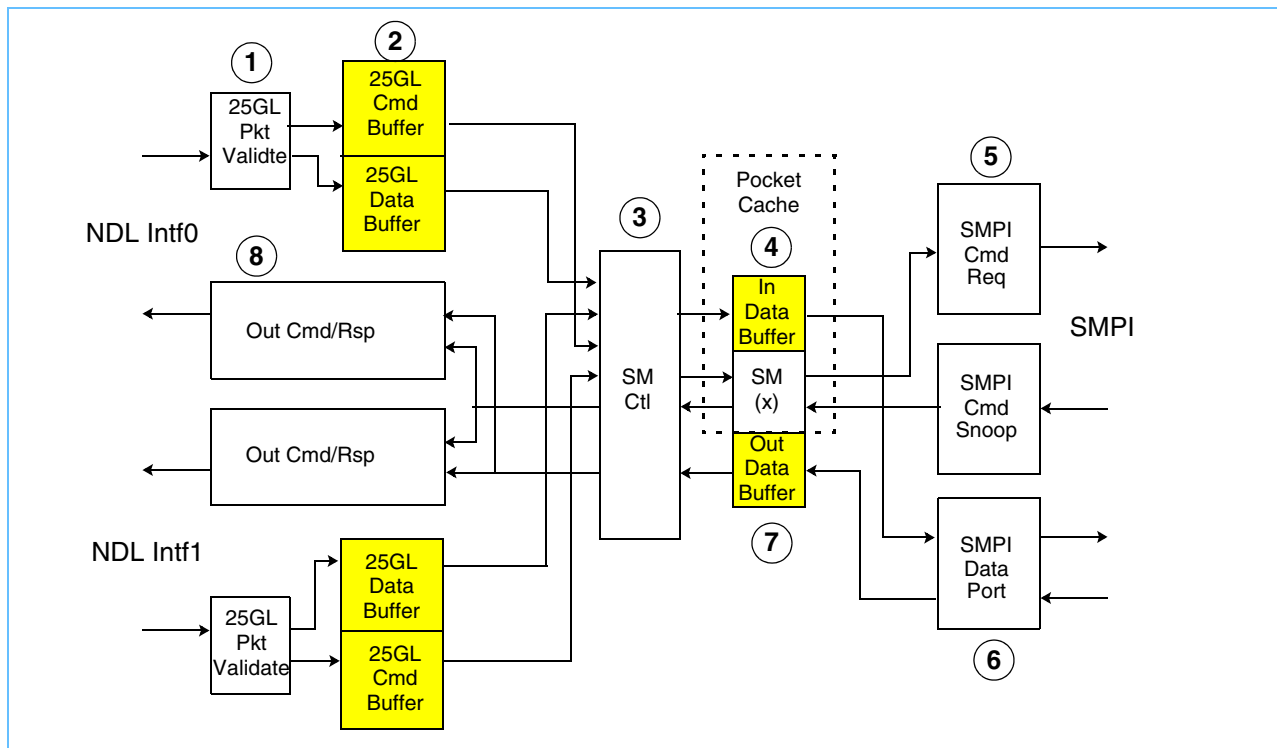 1
2
25GL
Pkt
Validte
25GL
Cmd
Buffer
25GL
Data
Buffer
NDL Intf0
8
Out Cmd/Rsp
Out Cmd/Rsp
NDL Intf1
25GL
Pkt
Validate
25GL
Data
Buffer
25GL
Cmd
Buffer
3
SM
Ctl
Pocket
Cache
4
In
Data
Buffer
SM
(x)
Out
Data
Buffer
7
5
SMPI
Cmd
Req
SMPI
SMPI
Cmd
Snoop
SMPI
Data
Port
6